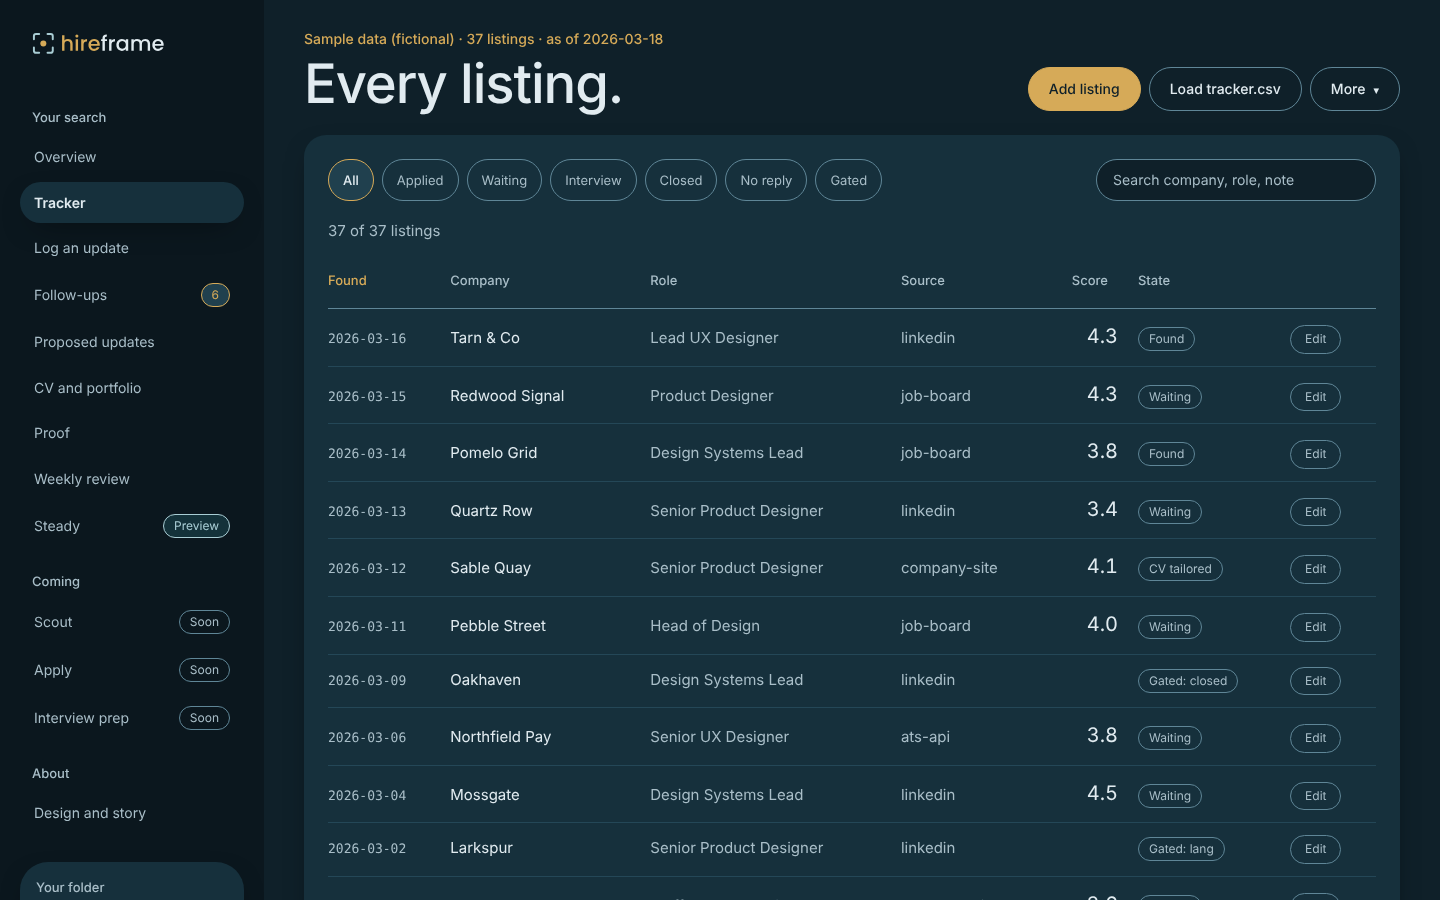 hireframe
Your search
Overview
Tracker
Log an update
Follow-ups 6
Proposed updates
CV and portfolio
Proof
Weekly review
Steady Preview
Coming
Scout Soon
Apply Soon
Interview prep Soon
About
Design and story
Your folder
Sample data (fictional) · 37 listings · as of 2026-03-18
Every listing.
Add listing Load tracker.csv More ▾
All Applied Waiting Interview Closed No reply Gated Search company, role, note
37 of 37 listings
Found Company Role Source Score State
2026-03-16 Tarn & Co Lead UX Designer linkedin 4.3 Found Edit
2026-03-15 Redwood Signal Product Designer job-board 4.3 Waiting Edit
2026-03-14 Pomelo Grid Design Systems Lead job-board 3.8 Found Edit
2026-03-13 Quartz Row Senior Product Designer linkedin 3.4 Waiting Edit
2026-03-12 Sable Quay Senior Product Designer company-site 4.1 CV tailored Edit
2026-03-11 Pebble Street Head of Design job-board 4.0 Waiting Edit
2026-03-09 Oakhaven Design Systems Lead linkedin Gated: closed Edit
2026-03-06 Northfield Pay Senior UX Designer ats-api 3.8 Waiting Edit
2026-03-04 Mossgate Design Systems Lead linkedin 4.5 Waiting Edit
2026-03-02 Larkspur Senior Product Designer linkedin Gated: lang Edit